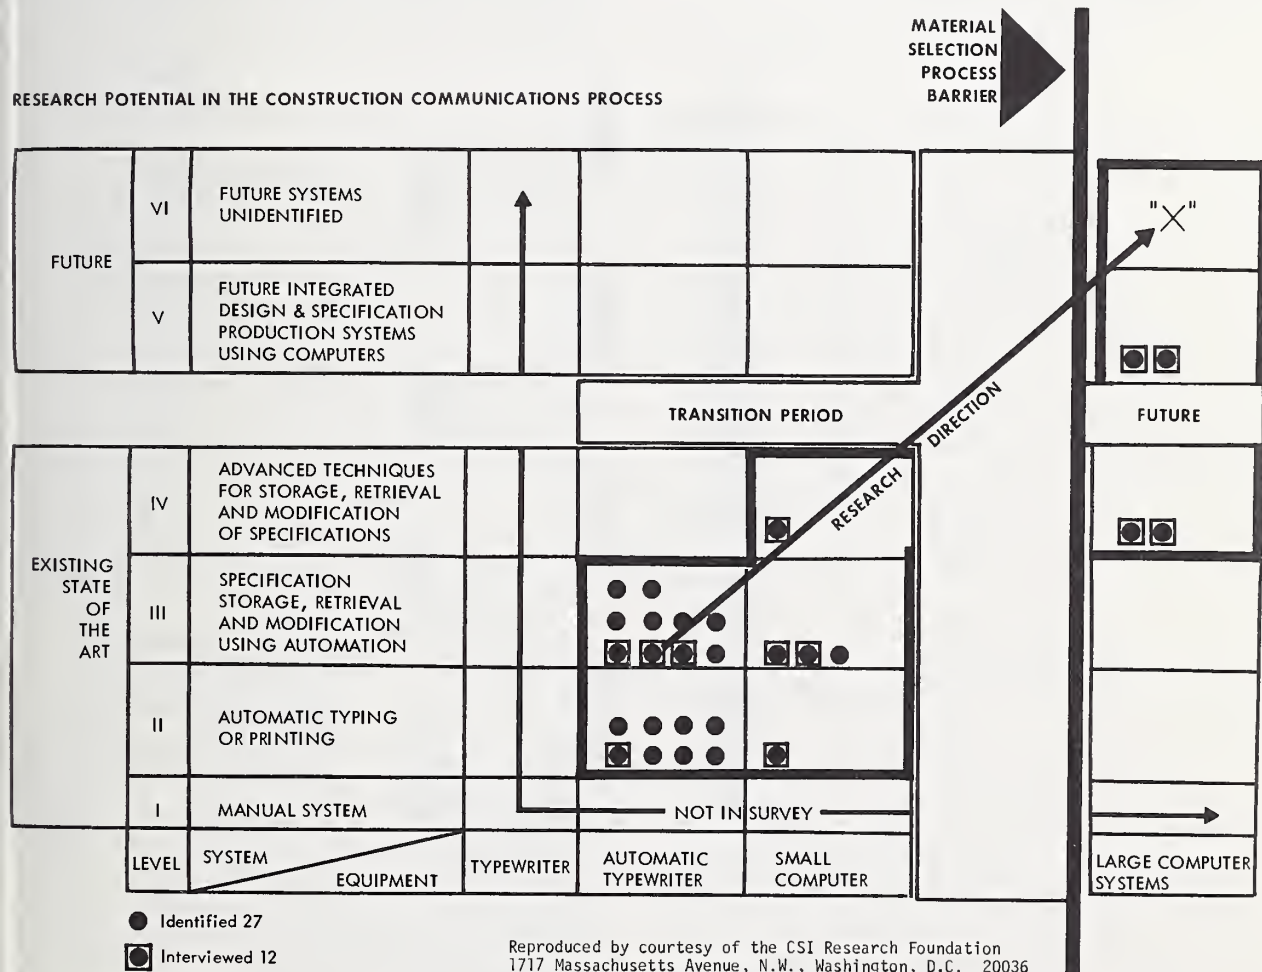 MATERIAL
SELECTION
PROCESS
BARRIER
RESEARCH POTENTIAL IN THE CONSTRUCTION COMMUNICATIONS PROCESS
FUTURE
VI
FUTURE SYSTEMS
UNIDENTIFIED
"X"
V
FUTURE INTEGRATED
DESIGN & SPECIFICATION
PRODUCTION SYSTEMS
USING COMPUTERS
TRANSITION PERIOD
FUTURE
RESEARCH DIRECTION
EXISTING
STATE
OF
THE
ART
IV
ADVANCED TECHNIQUES
FOR STORAGE, RETRIEVAL
AND MODIFICATION
OF SPECIFICATIONS
III
SPECIFICATION
STORAGE, RETRIEVAL
AND MODIFICATION
USING AUTOMATION
II
AUTOMATIC TYPING
OR PRINTING
I
MANUAL SYSTEM
NOT IN SURVEY
LEVEL
SYSTEM
EQUIPMENT
TYPEWRITER
AUTOMATIC
TYPEWRITER
SMALL
COMPUTER
LARGE COMPUTER
SYSTEMS
Identified 27
Interviewed 12
Reproduced by courtesy of the CSI Research Foundation
1717 Massachusetts Avenue, N.W., Washington, D.C. 20036